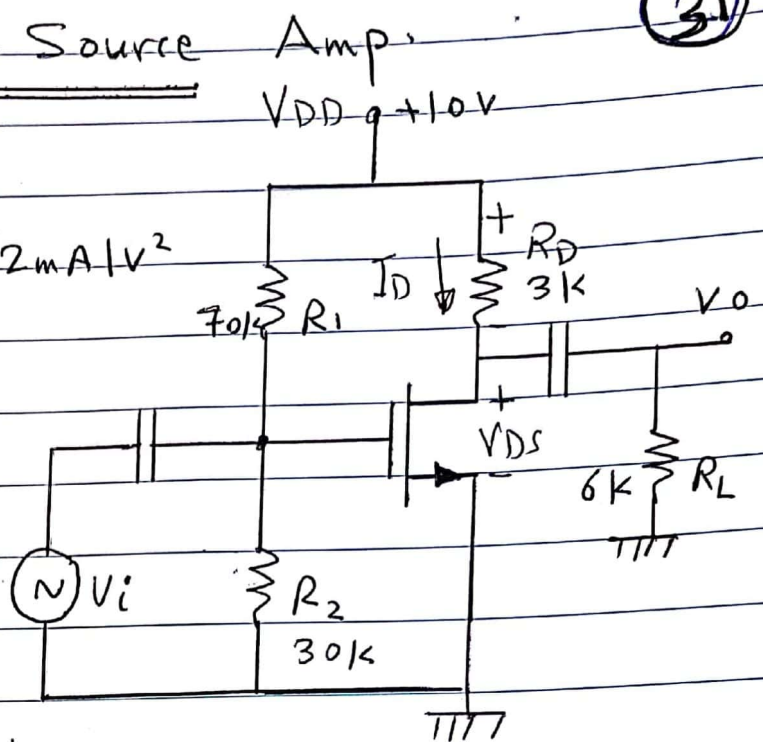 Source Amp.
VDD +10V
2mA/V²
+
RD
ID
3K
70K R1
VO
+
VDS
-
6K RL
Vi
R2
30K